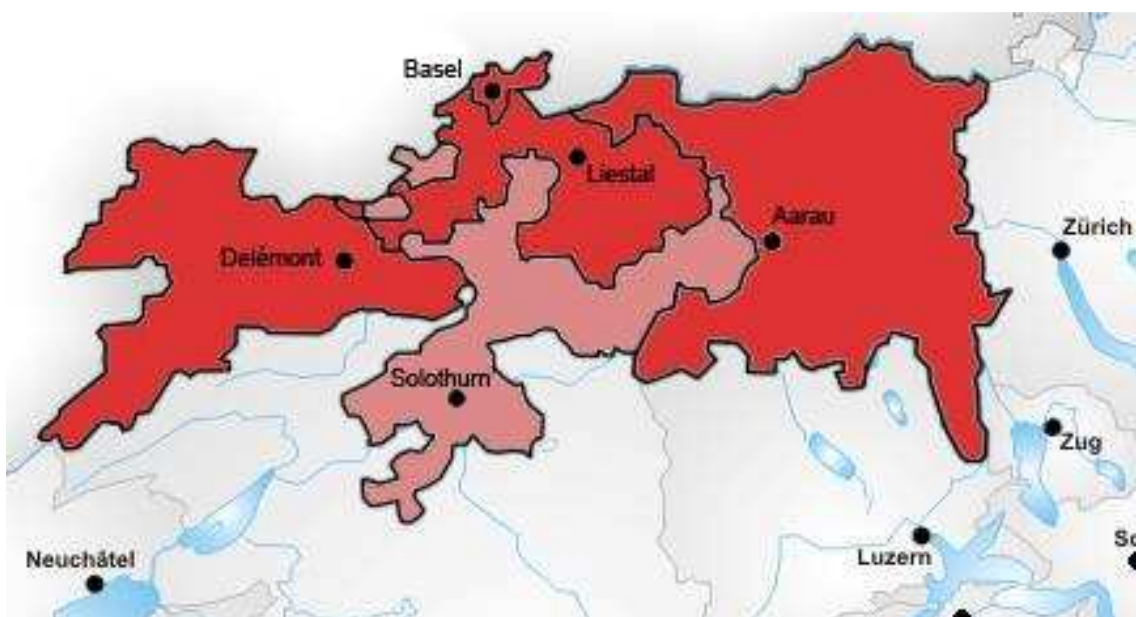 Basel
Liestal
Aarau
Zürich
Delémont
Solothurn
Zug
Luzern
Neuchâtel